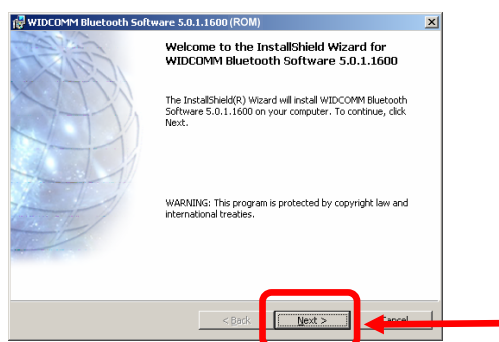 WIDCOMM Bluetooth Software 5.0.1.1600 (ROM)
Welcome to the InstallShield Wizard for
WIDCOMM Bluetooth Software 5.0.1.1600
The InstallShield(R) Wizard will install WIDCOMM Bluetooth
Software 5.0.1.1600 on your computer. To continue, click
Next.
WARNING: This program is protected by copyright law and
international treaties.
< Back Next > Cancel